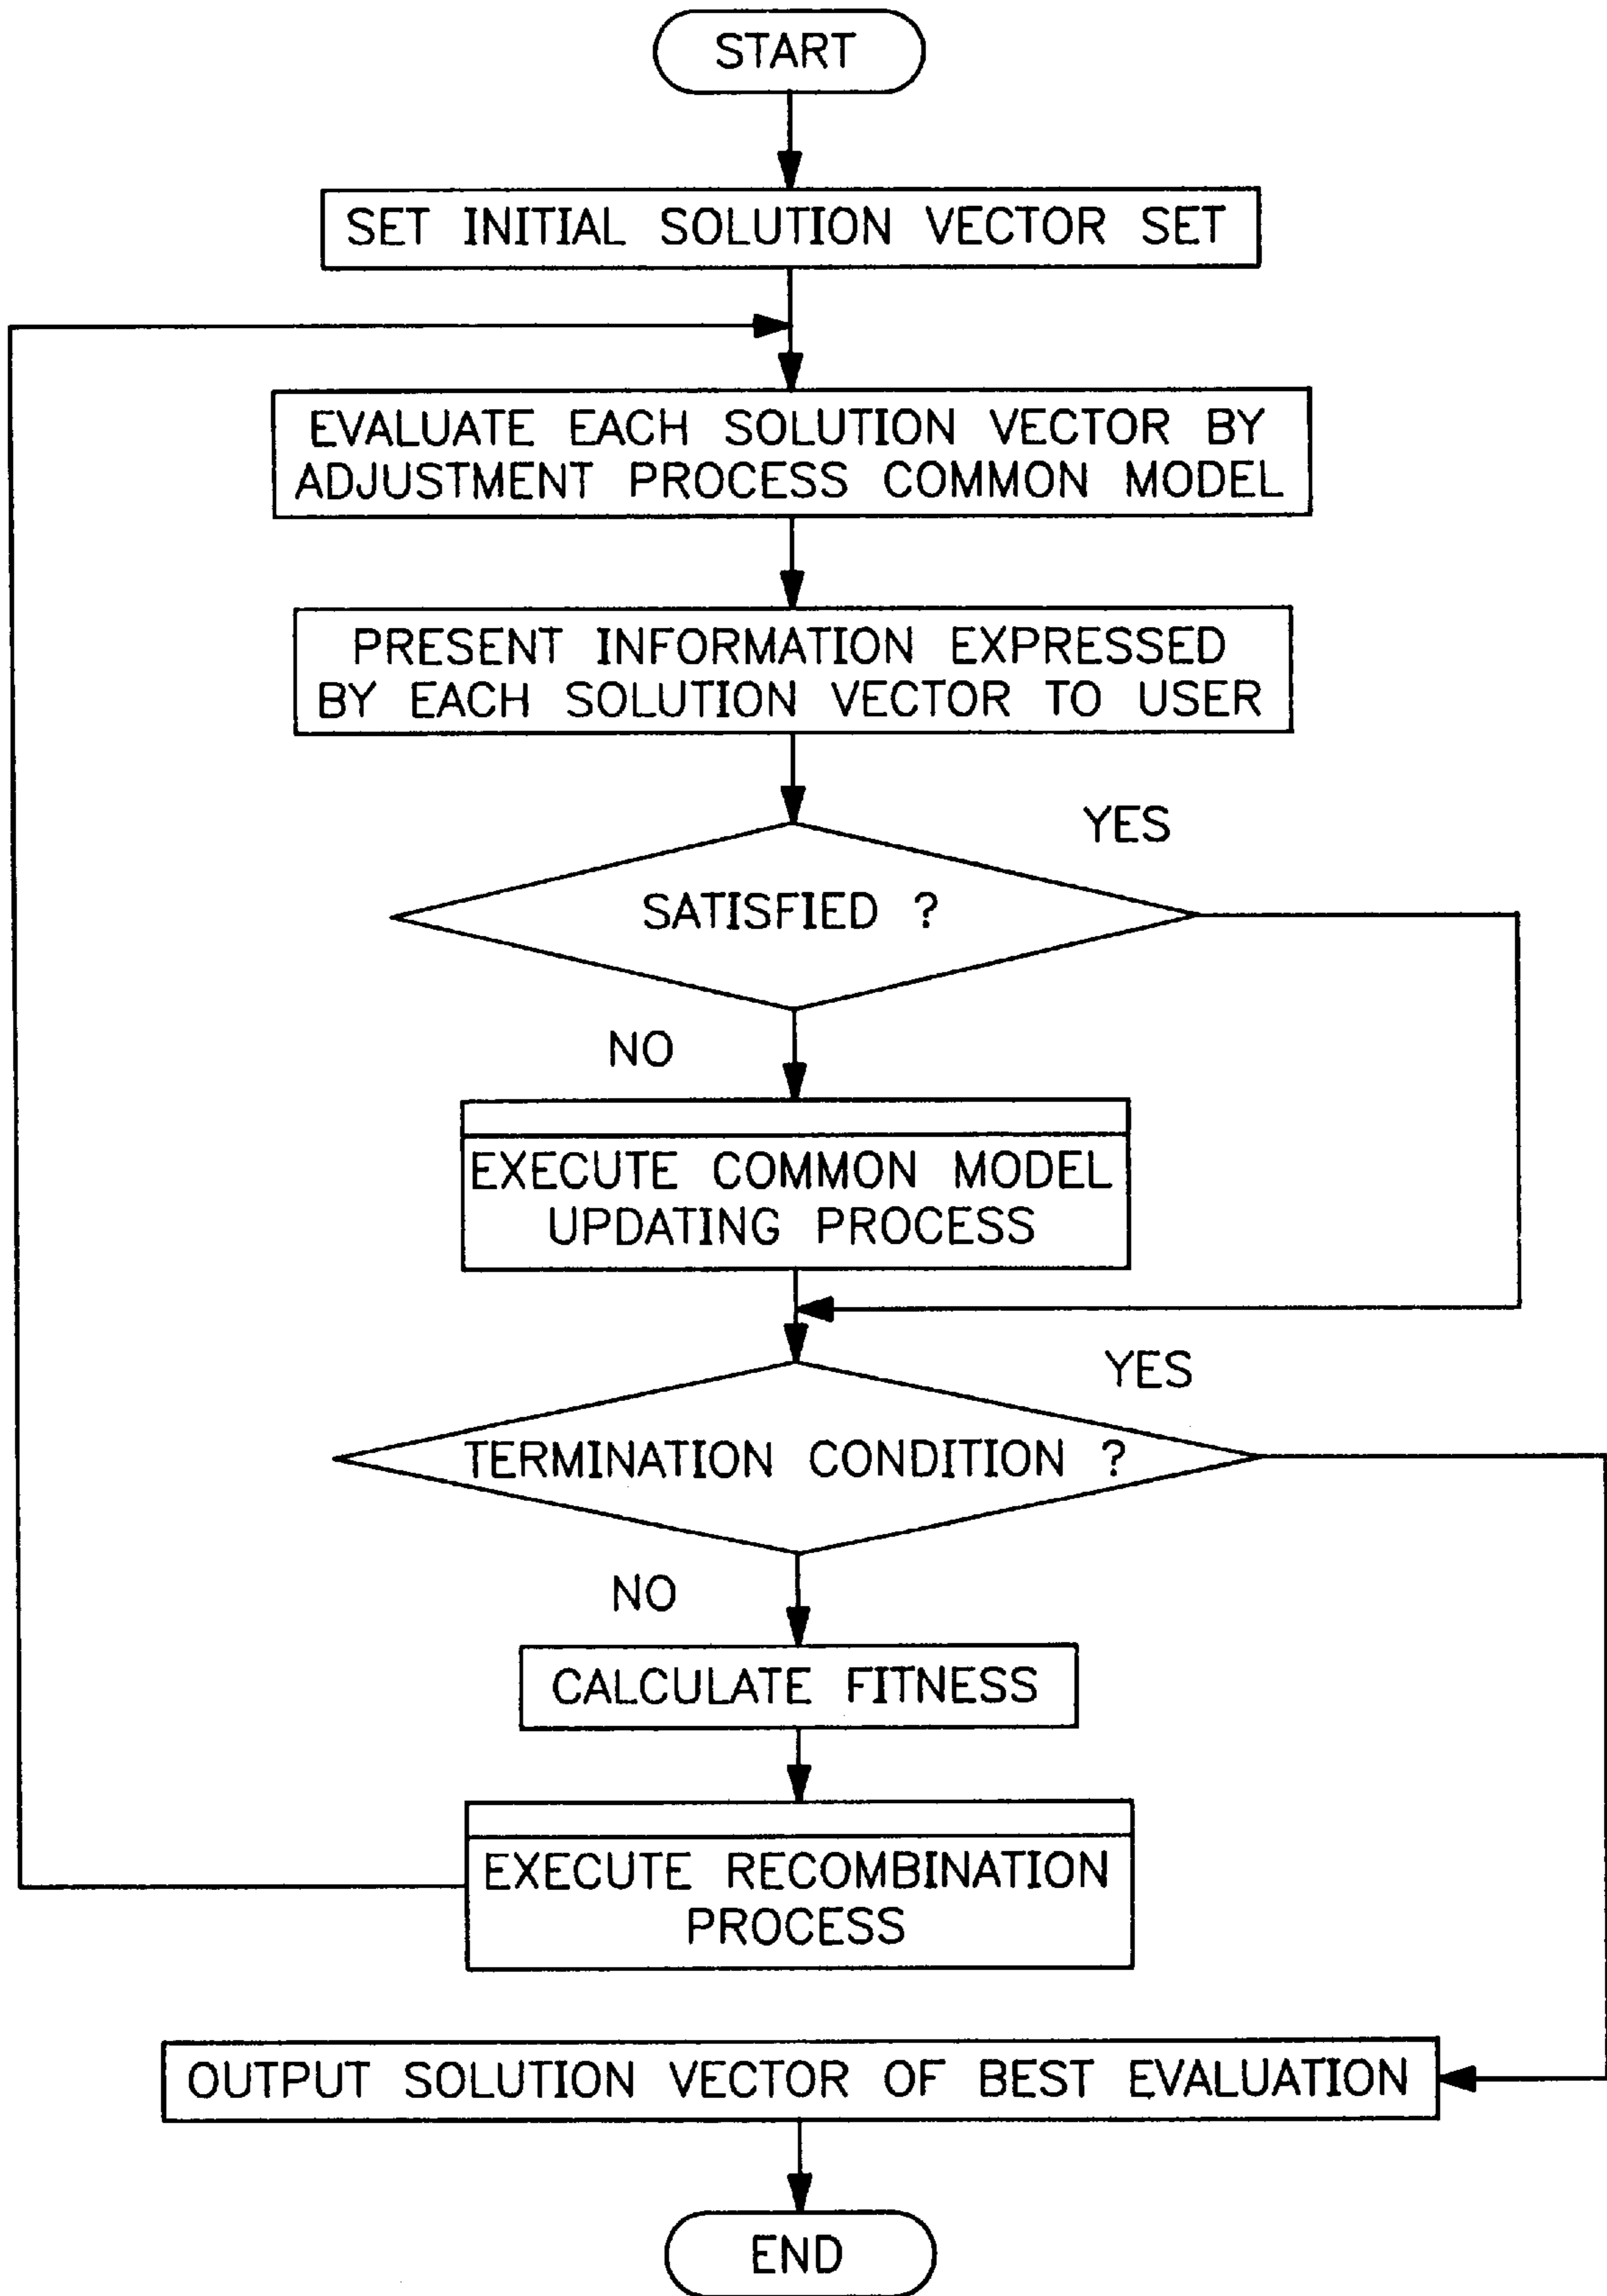 START
SET INITIAL SOLUTION VECTOR SET
EVALUATE EACH SOLUTION VECTOR BY
ADJUSTMENT PROCESS COMMON MODEL
PRESENT INFORMATION EXPRESSED
BY EACH SOLUTION VECTOR TO USER
YES
SATISFIED ?
NO
EXECUTE COMMON MODEL
UPDATING PROCESS
YES
TERMINATION CONDITION ?
NO
CALCULATE FITNESS
EXECUTE RECOMBINATION
PROCESS
OUTPUT SOLUTION VECTOR OF BEST EVALUATION
END